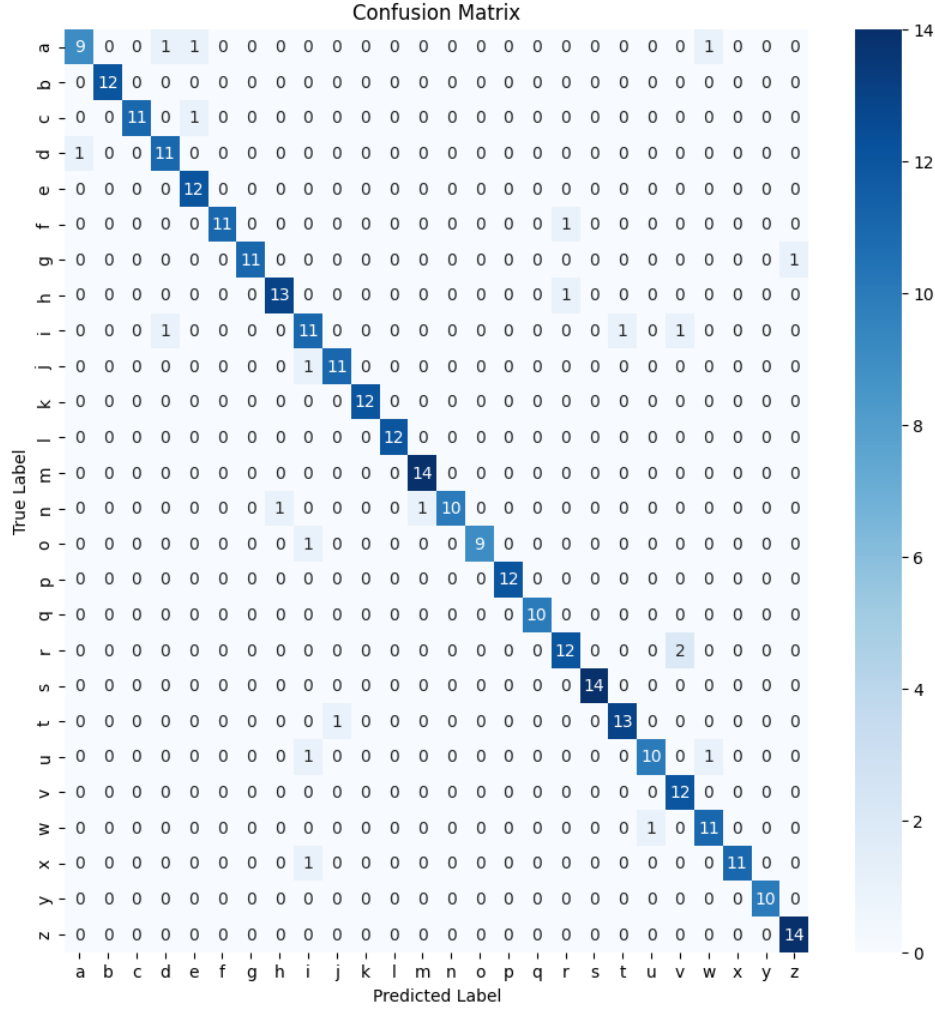 Confusion Matrix
a 9 0 0 1 1 0 0 0 0 0 0 0 0 0 0 0 0 0 0 0 0 0 1 0 0 0
b 0 12 0 0 0 0 0 0 0 0 0 0 0 0 0 0 0 0 0 0 0 0 0 0 0 0
c 0 0 11 0 1 0 0 0 0 0 0 0 0 0 0 0 0 0 0 0 0 0 0 0 0 0
d 1 0 0 11 0 0 0 0 0 0 0 0 0 0 0 0 0 0 0 0 0 0 0 0 0 0
e 0 0 0 0 12 0 0 0 0 0 0 0 0 0 0 0 0 0 0 0 0 0 0 0 0 0
f 0 0 0 0 0 11 0 0 0 0 0 0 0 0 0 0 0 1 0 0 0 0 0 0 0 0
g 0 0 0 0 0 0 11 0 0 0 0 0 0 0 0 0 0 0 0 0 0 0 0 0 0 1
h 0 0 0 0 0 0 0 13 0 0 0 0 0 0 0 0 0 1 0 0 0 0 0 0 0 0
i 0 0 0 1 0 0 0 0 11 0 0 0 0 0 0 0 0 0 0 1 0 1 0 0 0 0
j 0 0 0 0 0 0 0 0 1 11 0 0 0 0 0 0 0 0 0 0 0 0 0 0 0 0
k 0 0 0 0 0 0 0 0 0 0 12 0 0 0 0 0 0 0 0 0 0 0 0 0 0 0
l 0 0 0 0 0 0 0 0 0 0 0 12 0 0 0 0 0 0 0 0 0 0 0 0 0 0
m 0 0 0 0 0 0 0 0 0 0 0 0 14 0 0 0 0 0 0 0 0 0 0 0 0 0
n 0 0 0 0 0 0 0 1 0 0 0 0 1 10 0 0 0 0 0 0 0 0 0 0 0 0
o 0 0 0 0 0 0 0 0 1 0 0 0 0 0 9 0 0 0 0 0 0 0 0 0 0 0
p 0 0 0 0 0 0 0 0 0 0 0 0 0 0 0 12 0 0 0 0 0 0 0 0 0 0
q 0 0 0 0 0 0 0 0 0 0 0 0 0 0 0 0 10 0 0 0 0 0 0 0 0 0
r 0 0 0 0 0 0 0 0 0 0 0 0 0 0 0 0 0 12 0 0 0 2 0 0 0 0
s 0 0 0 0 0 0 0 0 0 0 0 0 0 0 0 0 0 0 14 0 0 0 0 0 0 0
t 0 0 0 0 0 0 0 0 0 1 0 0 0 0 0 0 0 0 0 13 0 0 0 0 0 0
u 0 0 0 0 0 0 0 0 1 0 0 0 0 0 0 0 0 0 0 0 10 0 1 0 0 0
v 0 0 0 0 0 0 0 0 0 0 0 0 0 0 0 0 0 0 0 0 0 12 0 0 0 0
w 0 0 0 0 0 0 0 0 0 0 0 0 0 0 0 0 0 0 0 0 1 0 11 0 0 0
x 0 0 0 0 0 0 0 0 1 0 0 0 0 0 0 0 0 0 0 0 0 0 0 11 0 0
y 0 0 0 0 0 0 0 0 0 0 0 0 0 0 0 0 0 0 0 0 0 0 0 0 10 0
z 0 0 0 0 0 0 0 0 0 0 0 0 0 0 0 0 0 0 0 0 0 0 0 0 0 14
a b c d e f g h i j k l m n o p q r s t u v w x y z
Predicted Label
True Label
14
12
10
8
6
4
2
0